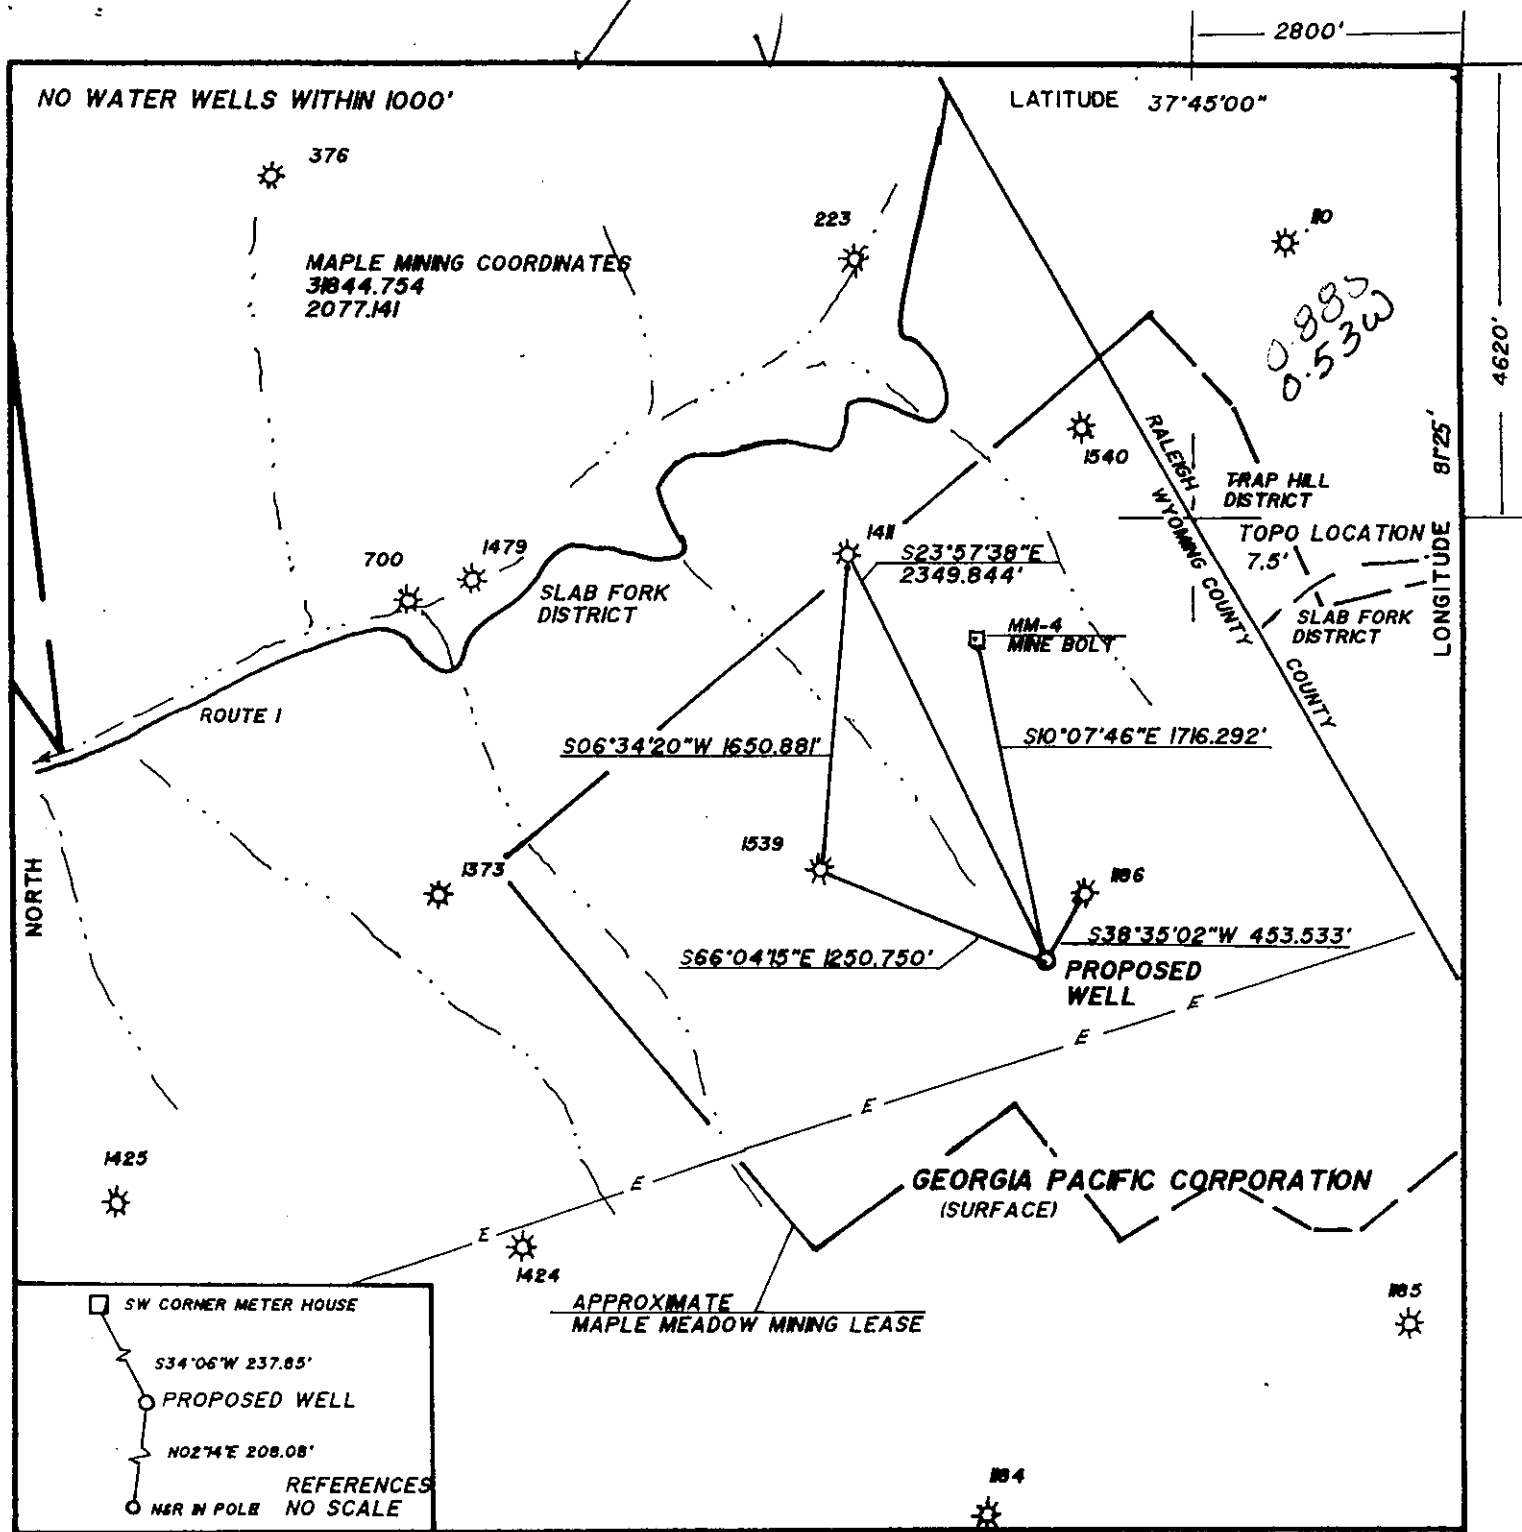 2800'
NO WATER WELLS WITHIN 1000'
LATITUDE 37°45'00"
376
223
110
MAPLE MINING COORDINATES
31844.754
2077.141
0.88S
0.53W
4620'
1540
RALEIGH COUNTY
WYOMING COUNTY
TRAP HILL
DISTRICT
LONGITUDE 81°25'
TOPO LOCATION
7.5'
1411
S23°57'38"E
2349.844'
700
1479
SLAB FORK
DISTRICT
SLAB FORK
DISTRICT
MM-4
MINE BOLT
ROUTE 1
S06°34'20"W 1650.881'
S10°07'46"E 1716.292'
NORTH
1373
1539
1186
S38°35'02"W 453.533'
S66°04'15"E 1250.750'
PROPOSED
WELL
E
E
E
E
E
1425
GEORGIA PACIFIC CORPORATION
(SURFACE)
1424
APPROXIMATE
MAPLE MEADOW MINING LEASE
1185
SW CORNER METER HOUSE
S34°06'W 237.85'
PROPOSED WELL
N02°14'E 208.08'
REFERENCES
N&R IN POLE NO SCALE
1184